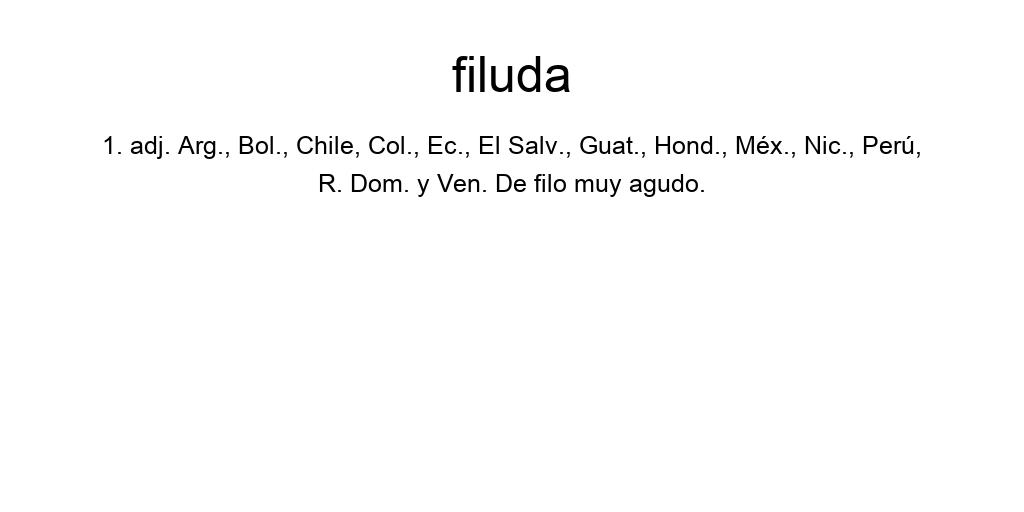 filuda
1. adj. Arg., Bol., Chile, Col., Ec., El Salv., Guat., Hond., Méx., Nic., Perú,
R. Dom. y Ven. De filo muy agudo.